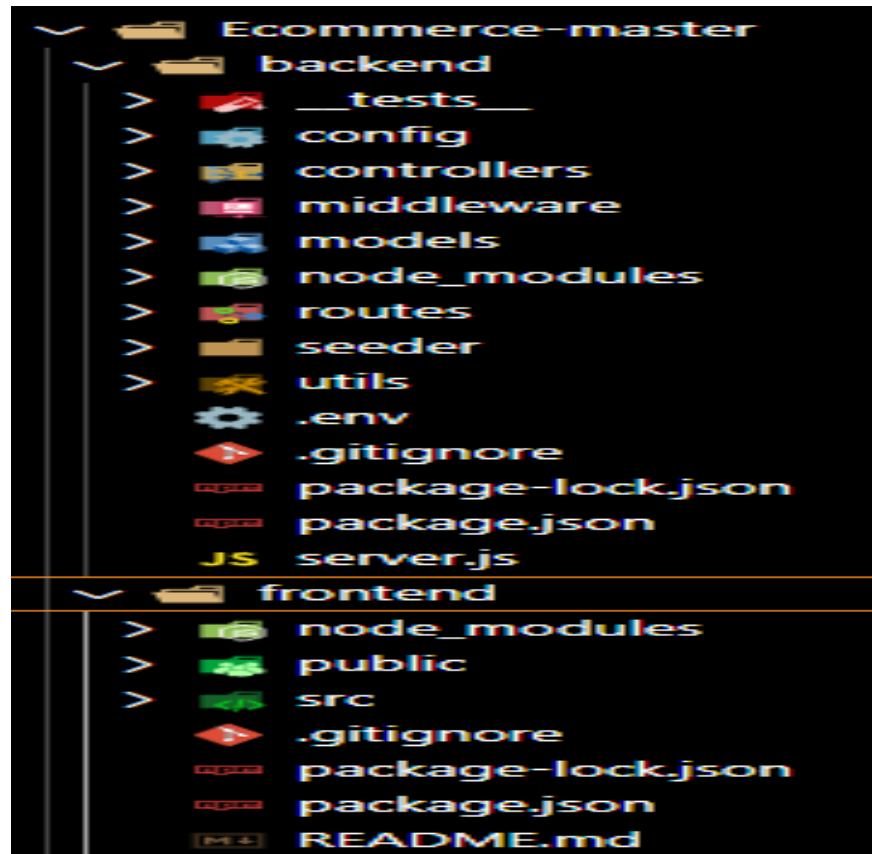 Ecommerce-master
backend
__tests__
config
controllers
middleware
models
node_modules
routes
seeder
utils
.env
.gitignore
package-lock.json
package.json
JS server.js
frontend
node_modules
public
src
.gitignore
package-lock.json
package.json
README.md